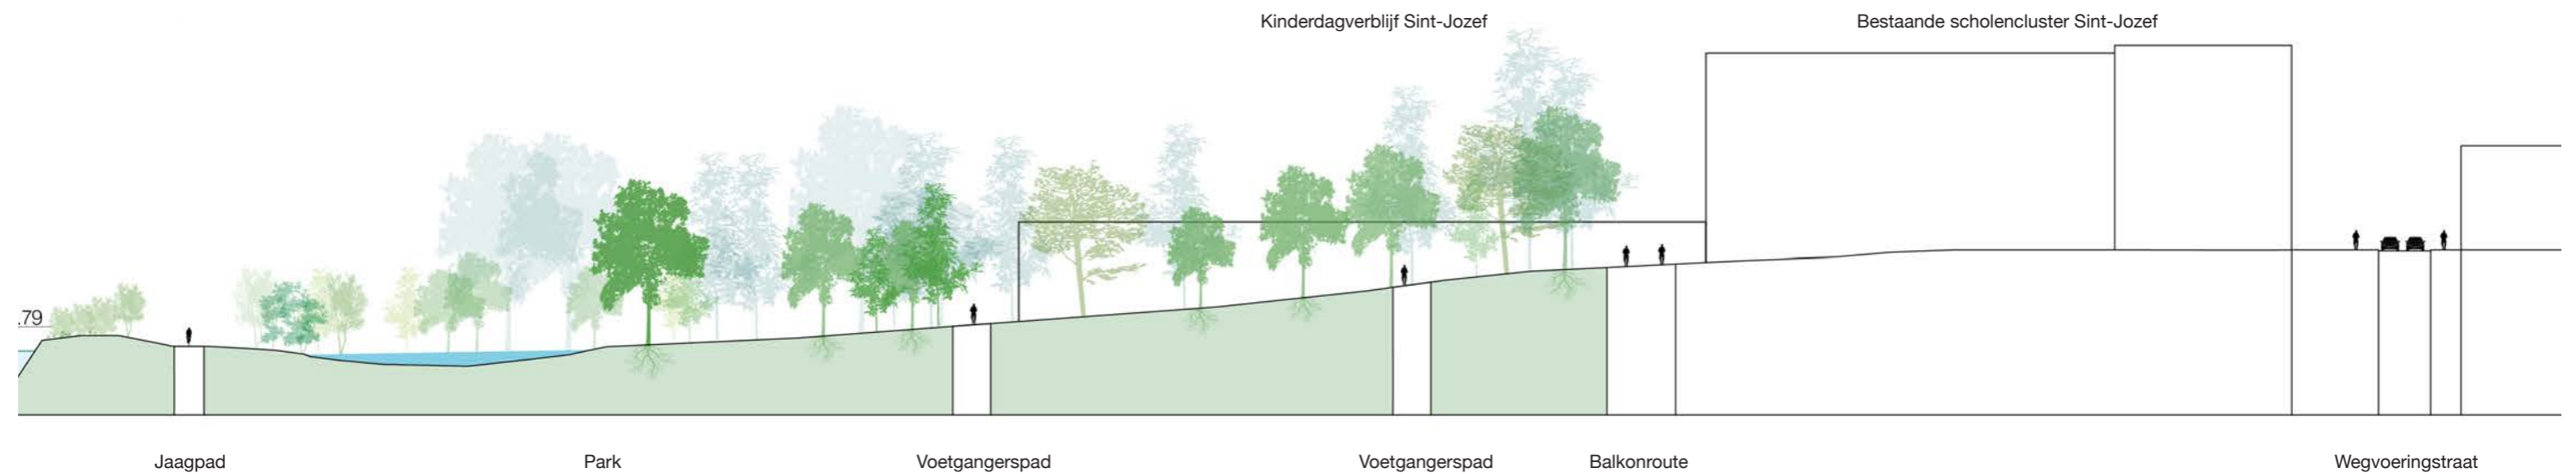 Kinderdagverblijf Sint-Jozef
Bestaande scholencluster Sint-Jozef
.79
Jaagpad
Park
Voetgangerspad
Voetgangerspad
Balkonroute
Wegvoeringstraat